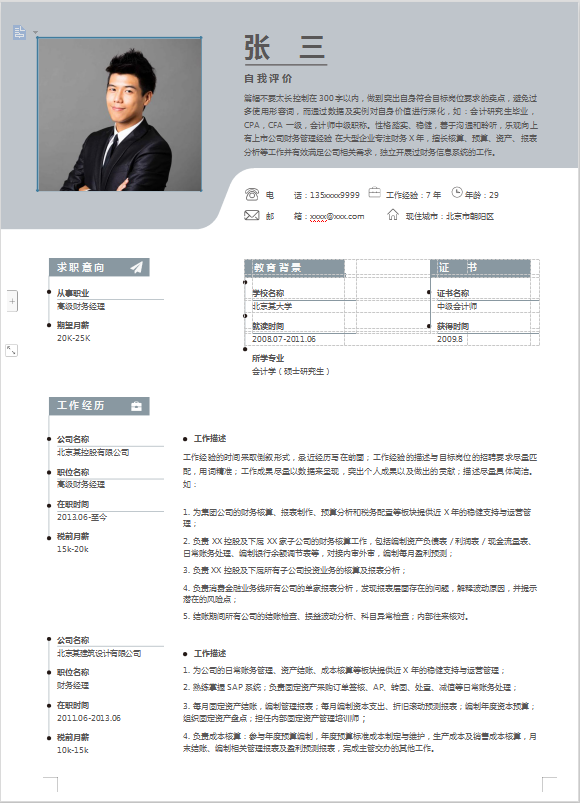 张 三
自我评价
篇幅不要太长控制在 300 字以内，做到突出自身符合目标岗位要求的卖点，避免过
多使用形容词，而通过数据及实例对自身价值进行深化，如：会计研究生毕业，
CPA，CFA 一级，会计师中级职称。性格踏实、稳健，善于沟通和聆听，乐观向上
有上市公司财务管理经验 在大型企业专注财务 X 年，擅长核算、预算、资产、报表
分析等工作并有效满足公司相关需求，独立开展过财务信息系统的工作。
电 话：135xxxx9999 工作经验：7 年 年龄：29
邮 箱：xxxx@xxx.com 现住城市：北京市朝阳区
求职意向
从事职业
高级财务经理
期望月薪
20K-25K
教育背景
学校名称
北京某大学
就读时间
2008.07-2011.06
所学专业
会计学（硕士研究生）
证 书
证书名称
中级会计师
获得时间
2009.8
工作经历
公司名称
北京某控股有限公司
职位名称
高级财务经理
在职时间
2013.06-至今
税前月薪
15k-20k
工作描述
工作经验的时间采取倒叙形式，最近经历写在前面；工作经验的描述与目标岗位的招聘要求尽量匹
配，用词精准；工作成果尽量以数据来呈现，突出个人成果以及做出的贡献；描述尽量具体简洁。
如：
1. 为集团公司的财务核算、报表制作、预算分析和税务配查等板块提供近 X 年的稳健支持与运营管
理；
2. 负责 XX 控股及下属 XX 家子公司的财务核算工作，包括编制资产负债表 / 利润表 / 现金流量表、
日常账务处理、编制银行余额调节表等，对接内审外审，编制每月盈利预测；
3. 负责 XX 控股及下属所有子公司投资业务的核算及报表分析；
4. 负责消费金融业务线所有公司的单家报表分析，发现报表层面存在的问题，解释波动原因，并提示
潜在的风险点；
5. 结账期间所有公司的结账检查、损益波动分析、科目异常检查；内部往来核对。
公司名称
北京某建筑设计有限公司
职位名称
财务经理
在职时间
2011.06-2013.06
税前月薪
10k-15k
工作描述
1. 为公司的日常账务管理、资产结账、成本核算等板块提供近 X 年的稳健支持与运营管理；
2. 熟练掌握 SAP 系统；负责固定资产采购订单签核、AP、转固、处置、减值等日常账务处理；
3. 每月固定资产结账，编制管理报表；每月编制资本支出、折旧滚动预测报表；编制年度资本预算；
组织固定资产盘点；担任内部固定资产管理培训师；
4. 负责成本核算：参与年度预算编制，年度预算标准成本制定与维护，生产成本及销售成本核算，月
末结账、编制相关管理报表及盈利预测报表，完成主管交办的其他工作。